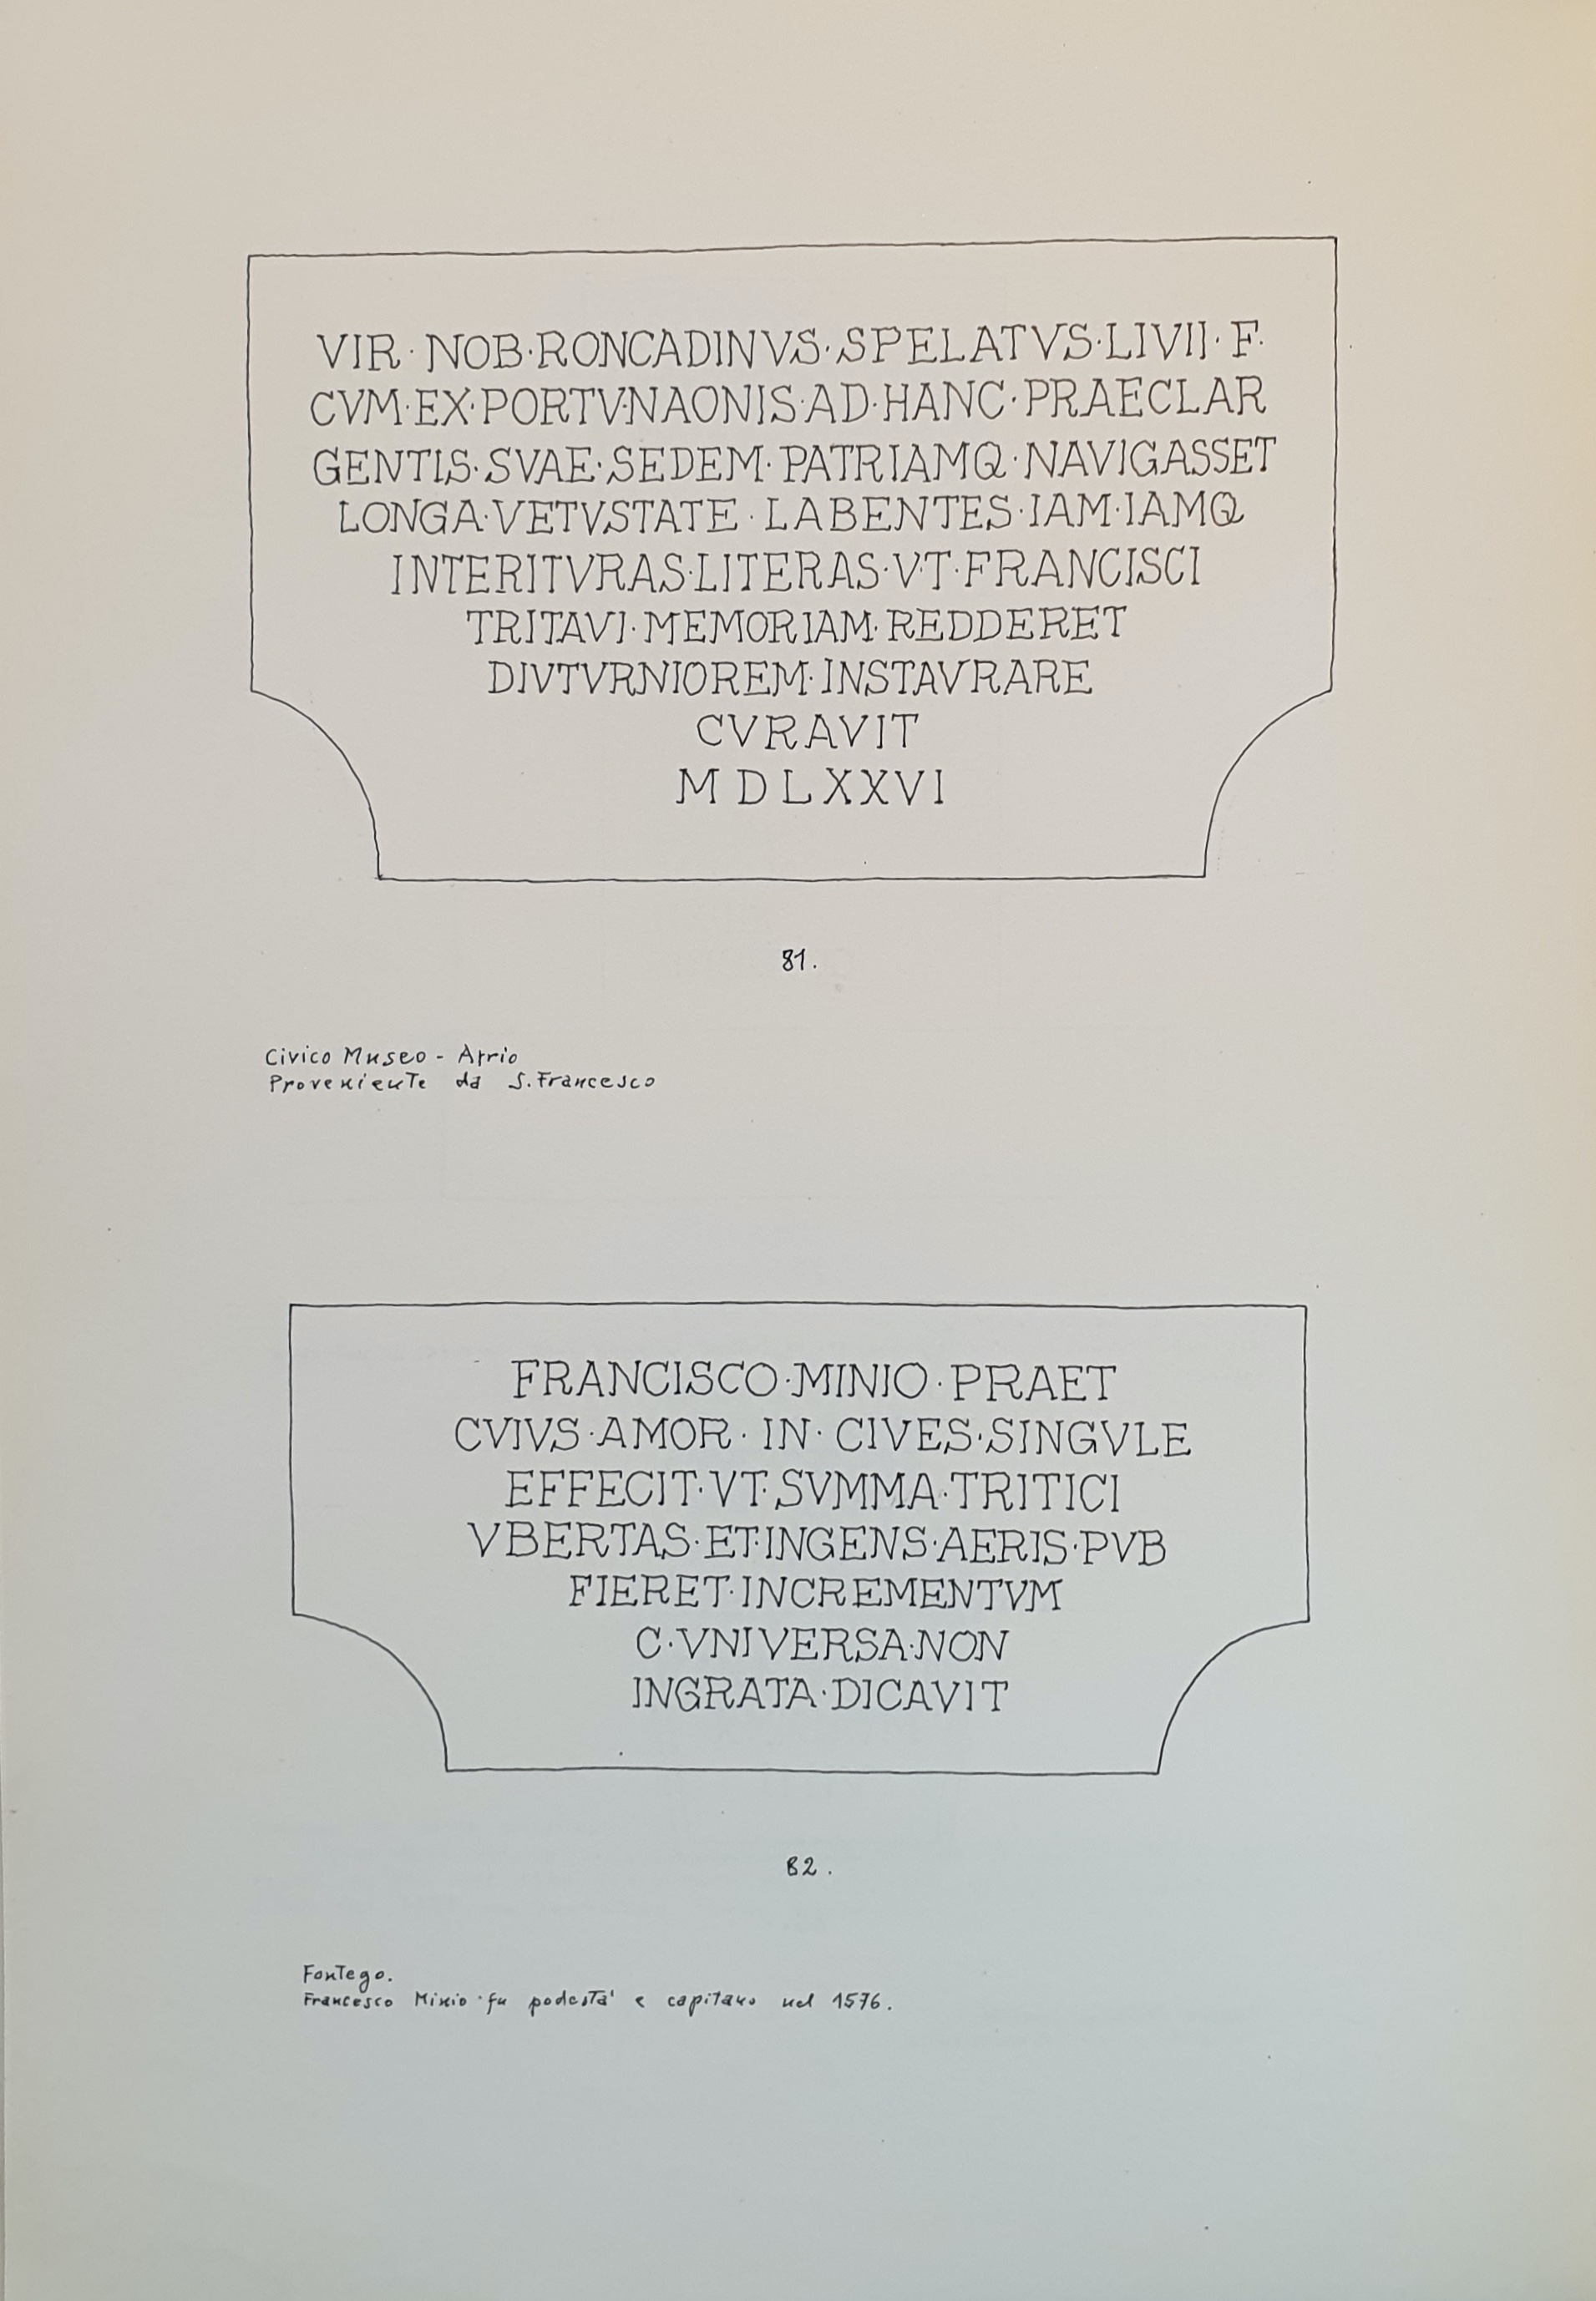 VIR · NOB · RONCADINVS · SPELATVS · LIVII · F ·
CVM · EX · PORTV · NAONIS · AD · HANC · PRAECLAR
GENTIS · SVAE · SEDEM · PATRIAMQ · NAVIGASSET
LONGA · VETVSTATE · LABENTES · IAM · IAMQ
INTERITVRAS · LITERAS · V · T · FRANCISCI
TRITAVI · MEMORIAM · REDDERET
DIVTVRNIOREM · INSTAVRARE
CVRAVIT
MDLXXVI
81.
Civico Museo - Atrio
Proveniente da S. Francesco
FRANCISCO · MINIO · PRAET
CVIVS · AMOR · IN · CIVES · SINGVLE
EFFECIT · VT · SVMMA · TRITICI
VBERTAS · ET · INGENS · AERIS · PVB
FIERET · INCREMENTVM
C · VNIVERSA · NON
INGRATA · DICAVIT
82.
Fontego.
Francesco Minio fu podestà e capitano nel 1576.